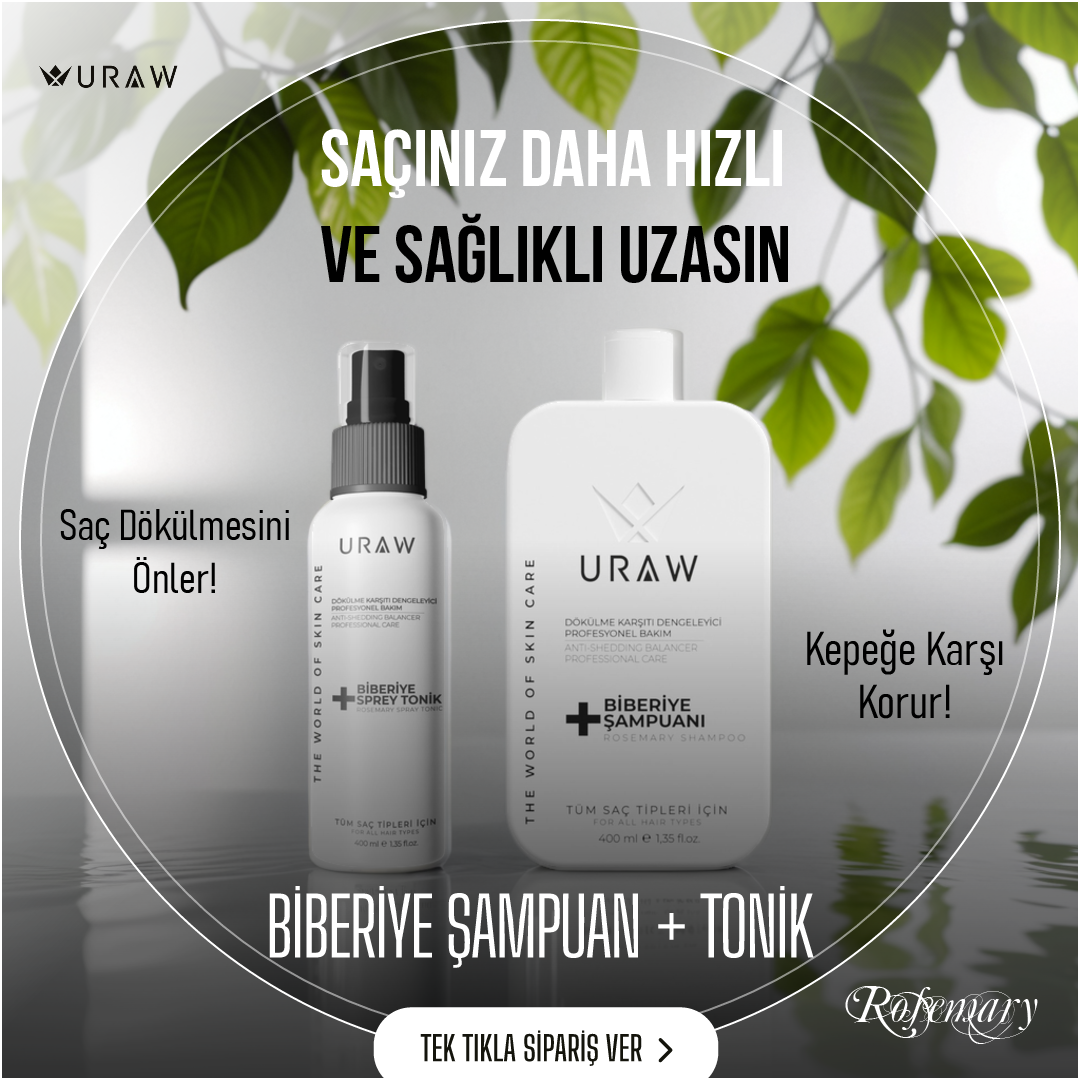 URAW
SAÇINIZ DAHA HIZLI
VE SAĞLIKLI UZASIN
Saç Dökülmesini
Önler!
URAW
THE WORLD OF SKIN CARE
DÖKÜLME KARŞITI DENGELEYİCİ
PROFESYONEL BAKIM
ANTI-SHEDDING BALANCER
PROFESSIONAL CARE
+BİBERİYE
SPREY TONİK
ROSEMARY SPRAY TONIC
TÜM SAÇ TİPLERİ İÇİN
FOR ALL HAIR TYPES
400 ml e 1,35 fl.oz.
URAW
THE WORLD OF SKIN CARE
DÖKÜLME KARŞITI DENGELEYİCİ
PROFESYONEL BAKIM
ANTI-SHEDDING BALANCER
PROFESSIONAL CARE
+BİBERİYE
ŞAMPUANI
ROSEMARY SHAMPOO
TÜM SAÇ TİPLERİ İÇİN
FOR ALL HAIR TYPES
400 ml e 1,35 fl.oz.
Kepeğe Karşı
Korur!
BİBERİYE ŞAMPUAN + TONİK
Rosemary
TEK TIKLA SİPARİŞ VER >